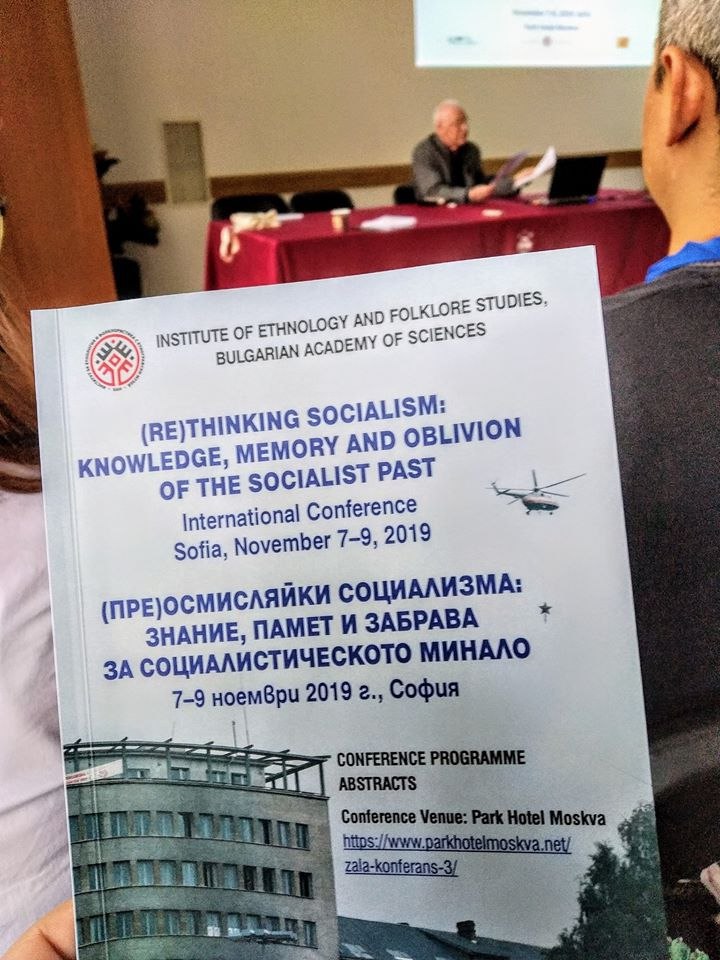 INSTITUTE OF ETHNOLOGY AND FOLKLORE STUDIES,
BULGARIAN ACADEMY OF SCIENCES
(RE)THINKING SOCIALISM:
KNOWLEDGE, MEMORY AND OBLIVION
OF THE SOCIALIST PAST
International Conference
Sofia, November 7–9, 2019
(ПРЕ)ОСМИСЛЯЙКИ СОЦИАЛИЗМА:
ЗНАНИЕ, ПАМЕТ И ЗАБРАВА
ЗА СОЦИАЛИСТИЧЕСКОТО МИНАЛО
7–9 ноември 2019 г., София
CONFERENCE PROGRAMME
ABSTRACTS
Conference Venue: Park Hotel Moskva
https://www.parkhotelmoskva.net/
zala-konferans-3/